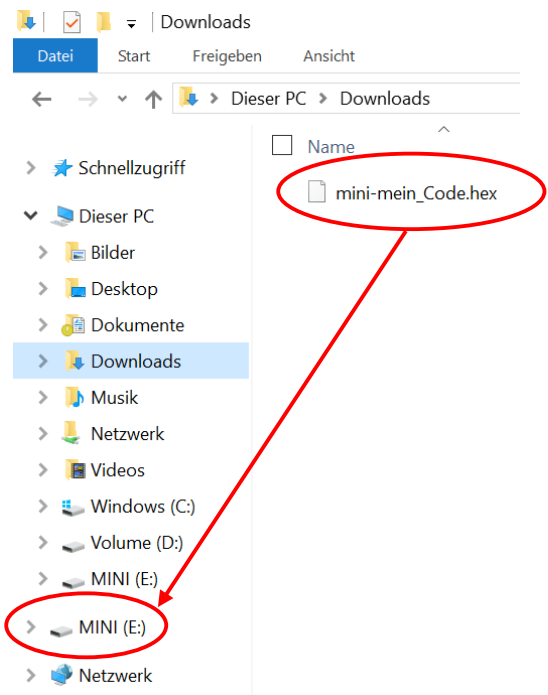 Downloads
Datei Start Freigeben Ansicht
Dieser PC > Downloads
Name
mini-mein_Code.hex
Schnellzugriff
Dieser PC
Bilder
Desktop
Dokumente
Downloads
Musik
Netzwerk
Videos
Windows (C:)
Volume (D:)
MINI (E:)
MINI (E:)
Netzwerk